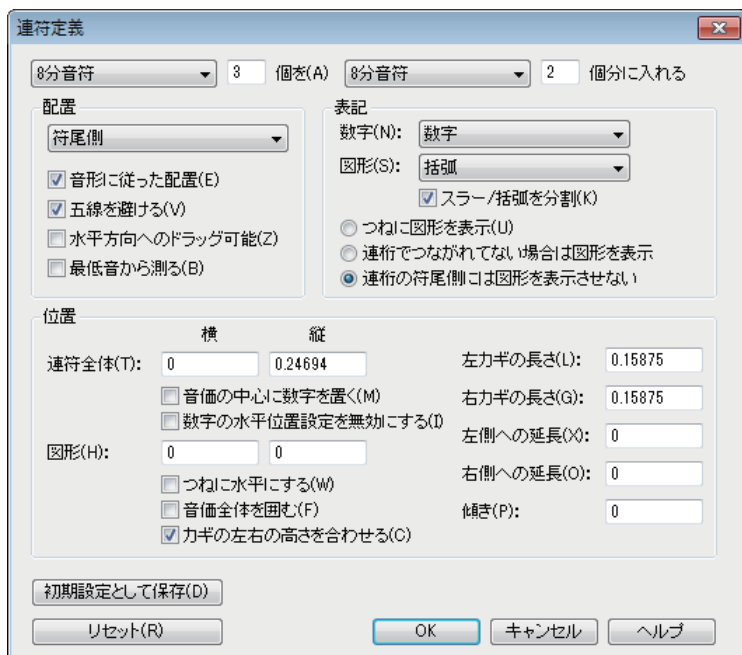 連符定義
8分音符 3 個を(A) 8分音符 2 個分に入れる
配置
符尾側
音形に従った配置(E)
五線を避ける(V)
水平方向へのドラッグ可能(Z)
最低音から測る(B)
表記
数字(N): 数字
図形(S): 括弧
スラー/括弧を分割(K)
つねに図形を表示(U)
連桁でつながれてない場合は図形を表示
連桁の符尾側には図形を表示させない
位置
横 縦
連符全体(T): 0 0.24694
音価の中心に数字を置く(M)
数字の水平位置設定を無効にする(I)
図形(H): 0 0
つねに水平にする(W)
音価全体を囲む(F)
カギの左右の高さを合わせる(C)
左カギの長さ(L): 0.15875
右カギの長さ(G): 0.15875
左側への延長(X): 0
右側への延長(O): 0
傾き(P): 0
初期設定として保存(D)
リセット(R) OK キャンセル ヘルプ